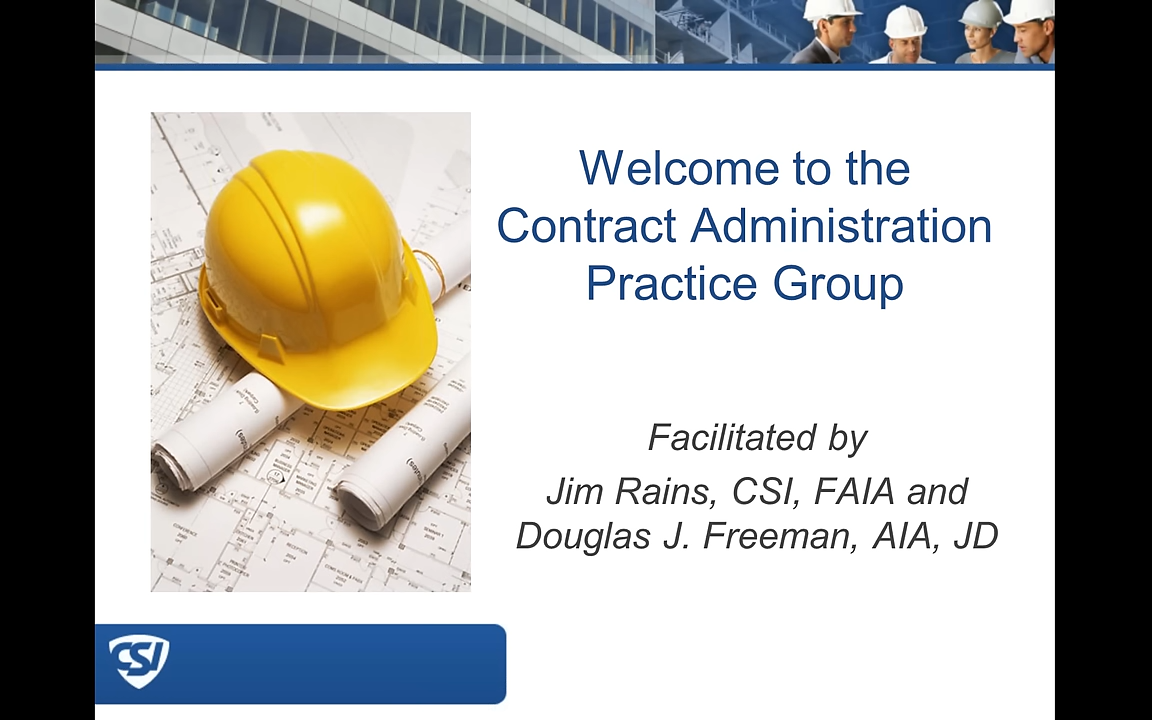 Welcome to the
Contract Administration
Practice Group
Facilitated by
Jim Rains, CSI, FAIA and
Douglas J. Freeman, AIA, JD
CSI